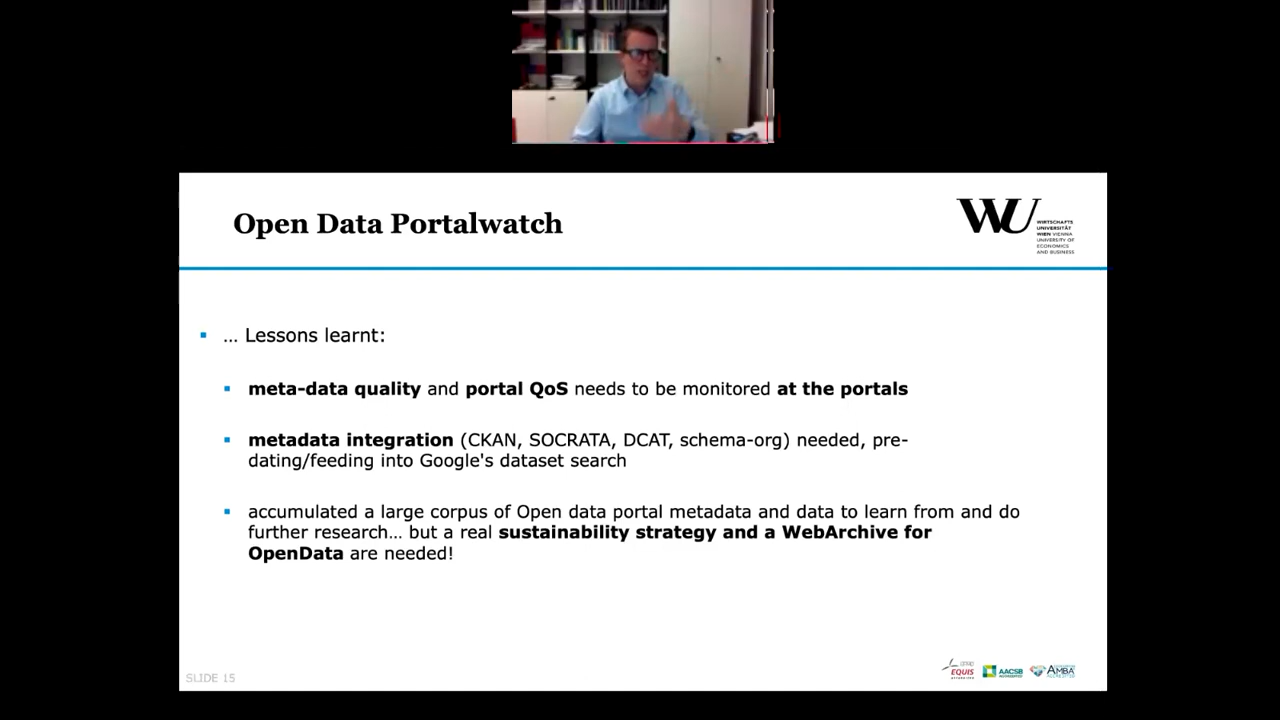 Open Data Portalwatch
WU
WIRTSCHAFTS
UNIVERSITÄT
WIEN VIENNA
UNIVERSITY OF
ECONOMICS
AND BUSINESS
… Lessons learnt:
meta-data quality and portal QoS needs to be monitored at the portals
metadata integration (CKAN, SOCRATA, DCAT, schema-org) needed, pre-
dating/feeding into Google's dataset search
accumulated a large corpus of Open data portal metadata and data to learn from and do
further research… but a real sustainability strategy and a WebArchive for
OpenData are needed!
SLIDE 15
EQUIS
AACSB
AMBA